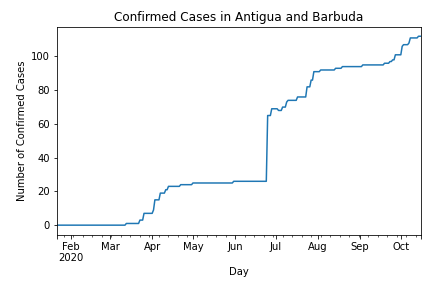 Confirmed Cases in Antigua and Barbuda
Number of Confirmed Cases
100
80
60
40
20
0
Feb Mar Apr May Jun Jul Aug Sep Oct
2020
Day